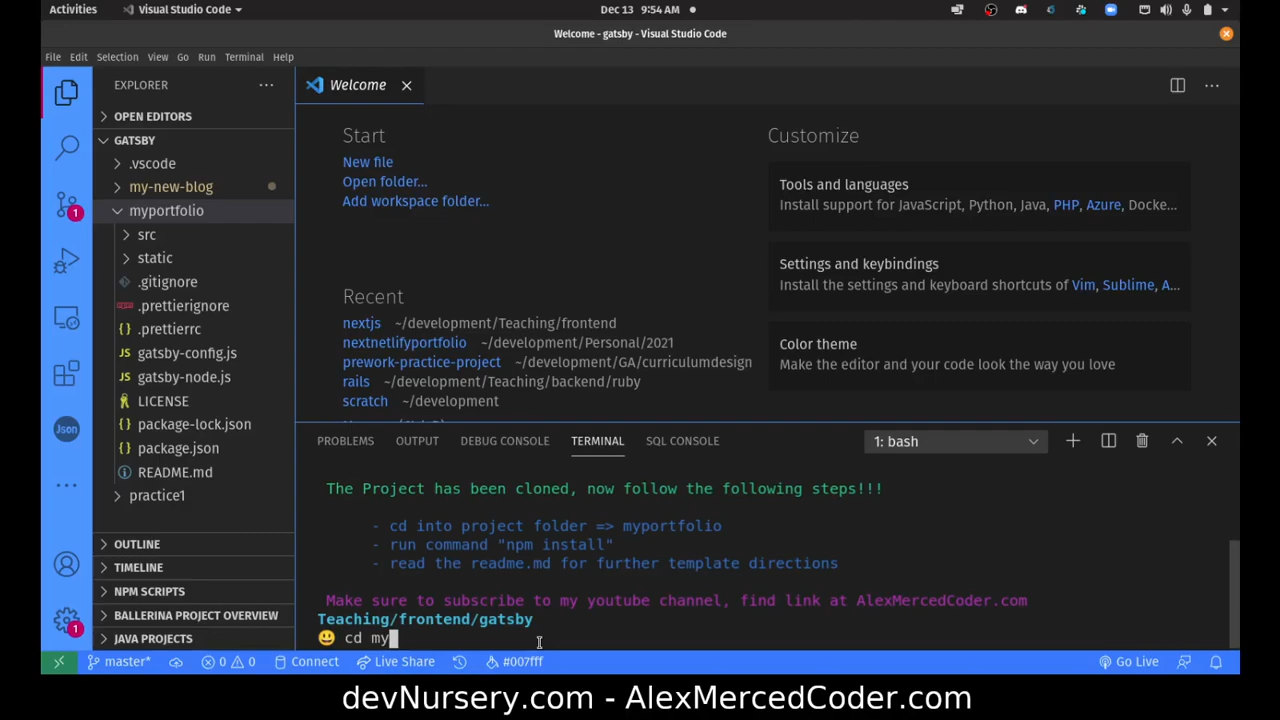 Activities
Visual Studio Code
Dec 13 9:54 AM
Welcome - gatsby - Visual Studio Code
File Edit Selection View Go Run Terminal Help
EXPLORER
OPEN EDITORS
GATSBY
.vscode
my-new-blog
myportfolio
src
static
.gitignore
.prettierignore
.prettierrc
gatsby-config.js
gatsby-node.js
LICENSE
package-lock.json
package.json
README.md
practice1
OUTLINE
TIMELINE
NPM SCRIPTS
BALLERINA PROJECT OVERVIEW
JAVA PROJECTS
1
Json
1
Welcome
Start
New file
Open folder...
Add workspace folder...
Recent
nextjs ~/development/Teaching/frontend
nextnetlifyportfolio ~/development/Personal/2021
prework-practice-project ~/development/GA/curriculumdesign
rails ~/development/Teaching/backend/ruby
scratch ~/development
Customize
Tools and languages
Install support for JavaScript, Python, Java, PHP, Azure, Docke...
Settings and keybindings
Install the settings and keyboard shortcuts of Vim, Sublime, A...
Color theme
Make the editor and your code look the way you love
PROBLEMS OUTPUT DEBUG CONSOLE TERMINAL SQL CONSOLE
1: bash
The Project has been cloned, now follow the following steps!!!
- cd into project folder => myportfolio
- run command "npm install"
- read the readme.md for further template directions
Make sure to subscribe to my youtube channel, find link at AlexMercedCoder.com
Teaching/frontend/gatsby
😃 cd my
master* 0 0 Connect Live Share #007fff Go Live
devNursery.com - AlexMercedCoder.com